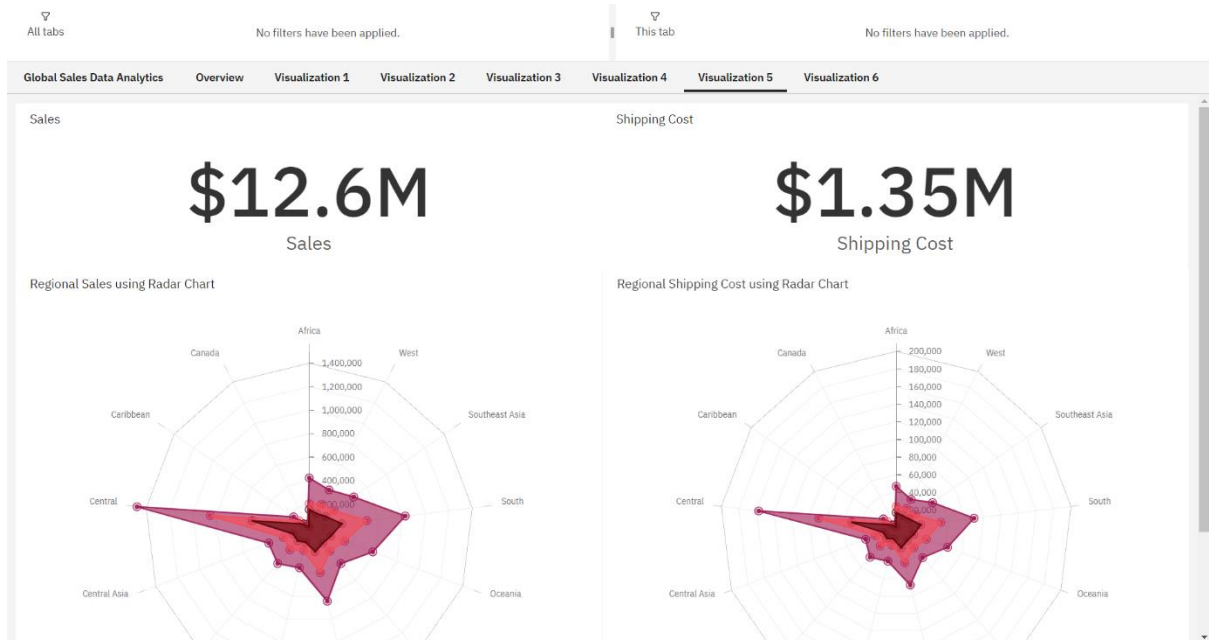 All tabs
No filters have been applied.
This tab
No filters have been applied.
Global Sales Data Analytics
Overview
Visualization 1
Visualization 2
Visualization 3
Visualization 4
Visualization 5
Visualization 6
Sales
$12.6M
Sales
Shipping Cost
$1.35M
Shipping Cost
Regional Sales using Radar Chart
Africa
Canada
West
1,400,000
1,200,000
Caribbean
1,000,000
Southeast Asia
800,000
600,000
400,000
Central
South
Central Asia
Oceania
Regional Shipping Cost using Radar Chart
Africa
Canada
West
200,000
180,000
160,000
140,000
Caribbean
Southeast Asia
120,000
100,000
80,000
60,000
40,000
Central
South
Central Asia
Oceania